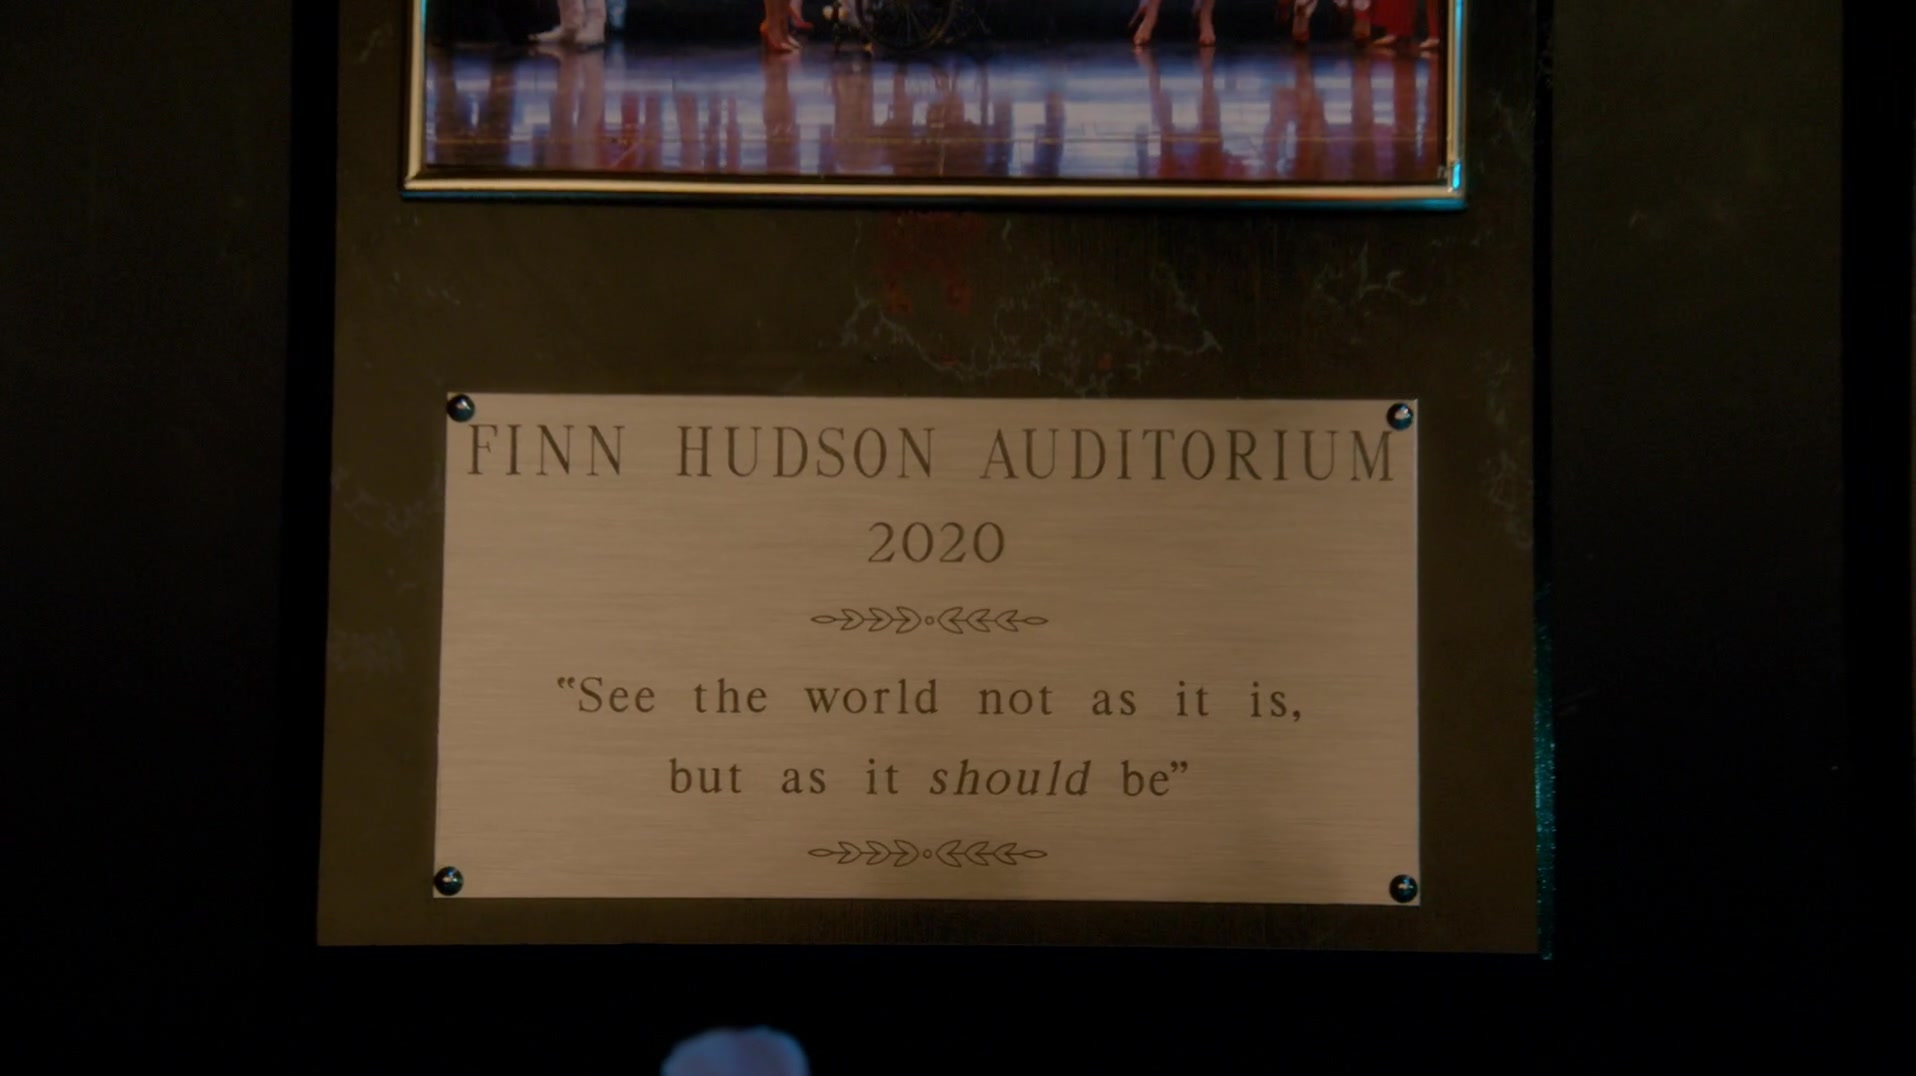 FINN HUDSON AUDITORIUM
2020
“See the world not as it is,
but as it should be”